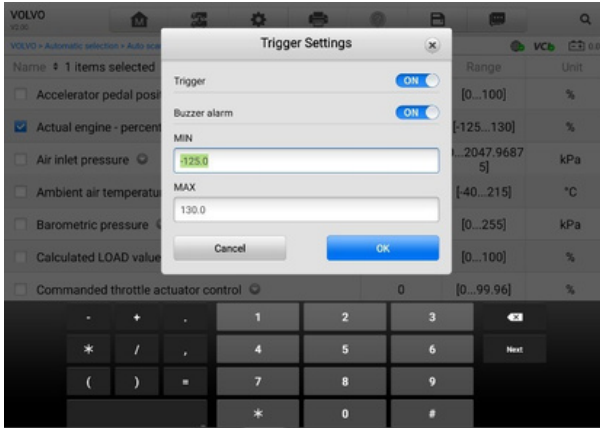 VOLVO
VCb
VOLVO > Automatic selection > Auto sca
Trigger Settings
Name 1 items selected
Range
Unit
Trigger
ON
Accelerator pedal posi
[0...100]
%
Buzzer alarm
ON
Actual engine - percent
[-125...130]
%
MIN
-125.0
Air inlet pressure
...2047.9687
5]
kPa
MAX
130.0
Ambient air temperatu
[-40...215]
°C
Barometric pressure
[0...255]
kPa
Cancel
OK
Calculated LOAD value
[0...100]
%
Commanded throttle actuator control
0
[0...99.96]
%
- + . 1 2 3
* / , 4 5 6 Next
( ) = 7 8 9
* 0 #